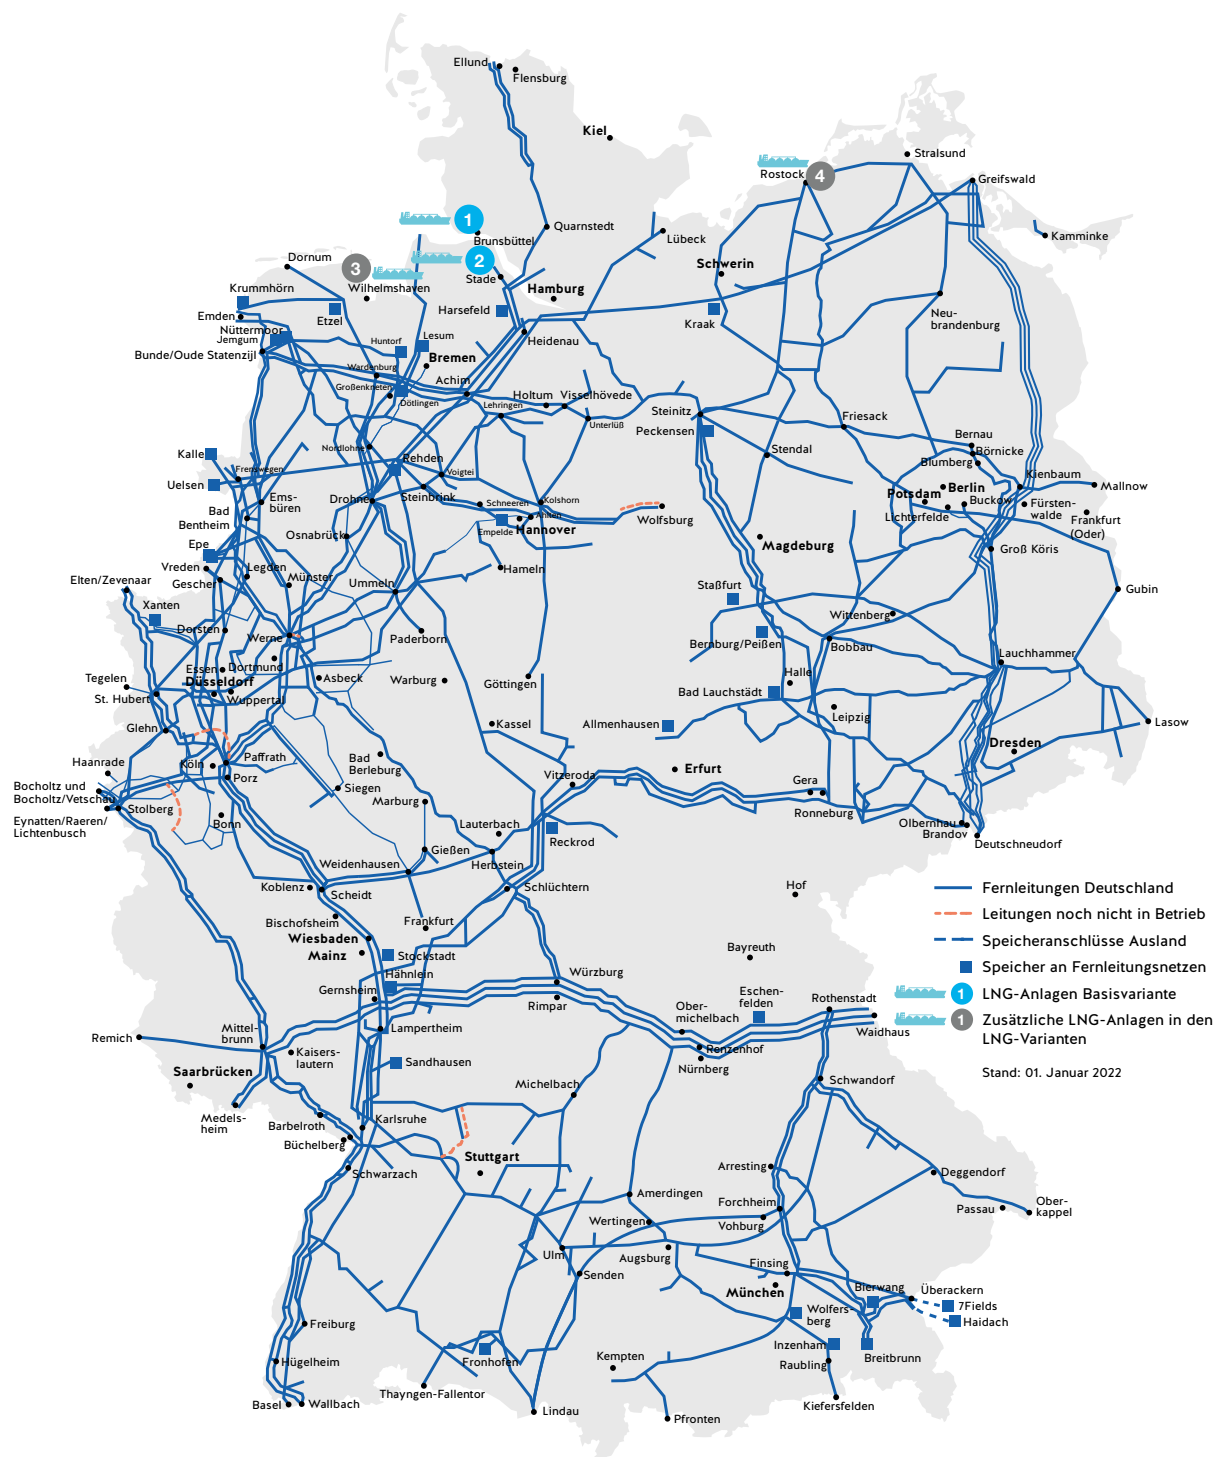 Ellund
Flensburg
Kiel
Stralsund
Rostock
4
Greifswald
1
Quarnstedt
Brunsbüttel
Lübeck
Kamminke
2
Dornum
3
Stade
Schwerin
Wilhelmshaven
Krummhörn
Hamburg
Harsefeld
Emden
Etzel
Kraak
Neu-
brandenburg
Nüttermoor
Jemgum
Huntorf
Lesum
Heidenau
Bunde/Oude Statenzijl
Bremen
Wardenburg
Achim
Großenkneten
Dötlingen
Holtum
Visselhövede
Lehringen
Unterlüß
Steinitz
Peckensen
Friesack
Bernau
Börnicke
Blumberg
Stendal
Kalle
Nordlohne
Rehden
Frenswegen
Voigtei
Kienbaum
Mallnow
Uelsen
Ems-
büren
Drohne
Steinbrink
Schneeren
Kolshorn
Berlin
Potsdam
Buckow
Lichterfelde
Fürsten-
walde
Frankfurt
(Oder)
Bad
Bentheim
Ahlten
Empelde
Hannover
Wolfsburg
Osnabrück
Magdeburg
Groß Köris
Epe
Vreden
Legden
Gescher
Münster
Hameln
Elten/Zevenaar
Ummeln
Staßfurt
Gubin
Xanten
Wittenberg
Dorsten
Werne
Paderborn
Bernburg/Peißen
Bobbau
Lauchhammer
Essen
Dortmund
Düsseldorf
Tegelen
Asbeck
Warburg
Göttingen
Halle
St. Hubert
Wuppertal
Bad Lauchstädt
Leipzig
Glehn
Kassel
Allmenhausen
Lasow
Dresden
Haanrade
Köln
Paffrath
Bad
Berleburg
Porz
Vitzeroda
Erfurt
Gera
Bocholtz und
Bocholtz/Vetschau
Siegen
Marburg
Stolberg
Ronneburg
Eynatten/Raeren/
Lichtenbusch
Bonn
Lauterbach
Olbernhau
Brandov
Reckrod
Deutschneudorf
Gießen
Weidenhausen
Herbstein
Koblenz
Scheidt
Schlüchtern
Hof
Fernleitungen Deutschland
Bischofsheim
Frankfurt
Leitungen noch nicht in Betrieb
Wiesbaden
Mainz
Stockstadt
Bayreuth
Speicheranschlüsse Ausland
Hähnlein
Würzburg
Speicher an Fernleitungsnetzen
Gernsheim
Rimpar
Eschen-
felden
Rothenstadt
1
LNG-Anlagen Basisvariante
Ober-
michelbach
1
Zusätzliche LNG-Anlagen in den
LNG-Varianten
Waidhaus
Remich
Mittel-
brunn
Lampertheim
Kaisers-
lautern
Renzenhof
Nürnberg
Stand: 01. Januar 2022
Saarbrücken
Sandhausen
Michelbach
Schwandorf
Medels-
heim
Barbelroth
Karlsruhe
Büchelberg
Stuttgart
Schwarzach
Arresting
Deggendorf
Amerdingen
Forchheim
Passau
Ober-
kappel
Wertingen
Vohburg
Ulm
Augsburg
Finsing
Senden
München
Bierwang
Überackern
7Fields
Haidach
Wolfers-
berg
Freiburg
Inzenham
Breitbrunn
Hügelheim
Fronhofen
Kempten
Raubling
Thayngen-Fallentor
Basel
Wallbach
Lindau
Pfronten
Kiefersfelden